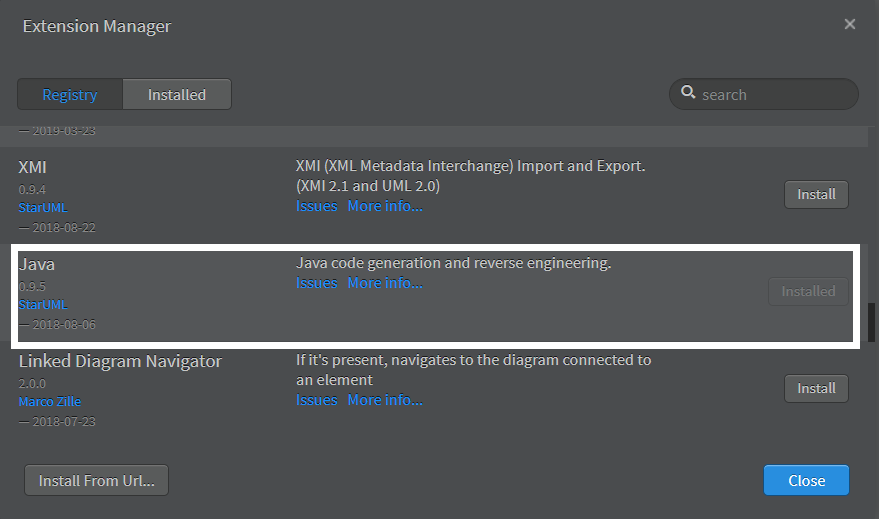 Extension Manager
×
Registry
Installed
search
— 2019-03-23
XMI
0.9.4
StarUML
— 2018-08-22
XMI (XML Metadata Interchange) Import and Export.
(XMI 2.1 and UML 2.0)
Issues More info...
Install
Java
0.9.5
StarUML
— 2018-08-06
Java code generation and reverse engineering.
Issues More info...
Installed
Linked Diagram Navigator
2.0.0
Marco Zille
— 2018-07-23
If it's present, navigates to the diagram connected to
an element
Issues More info...
Install
Install From Url...
Close